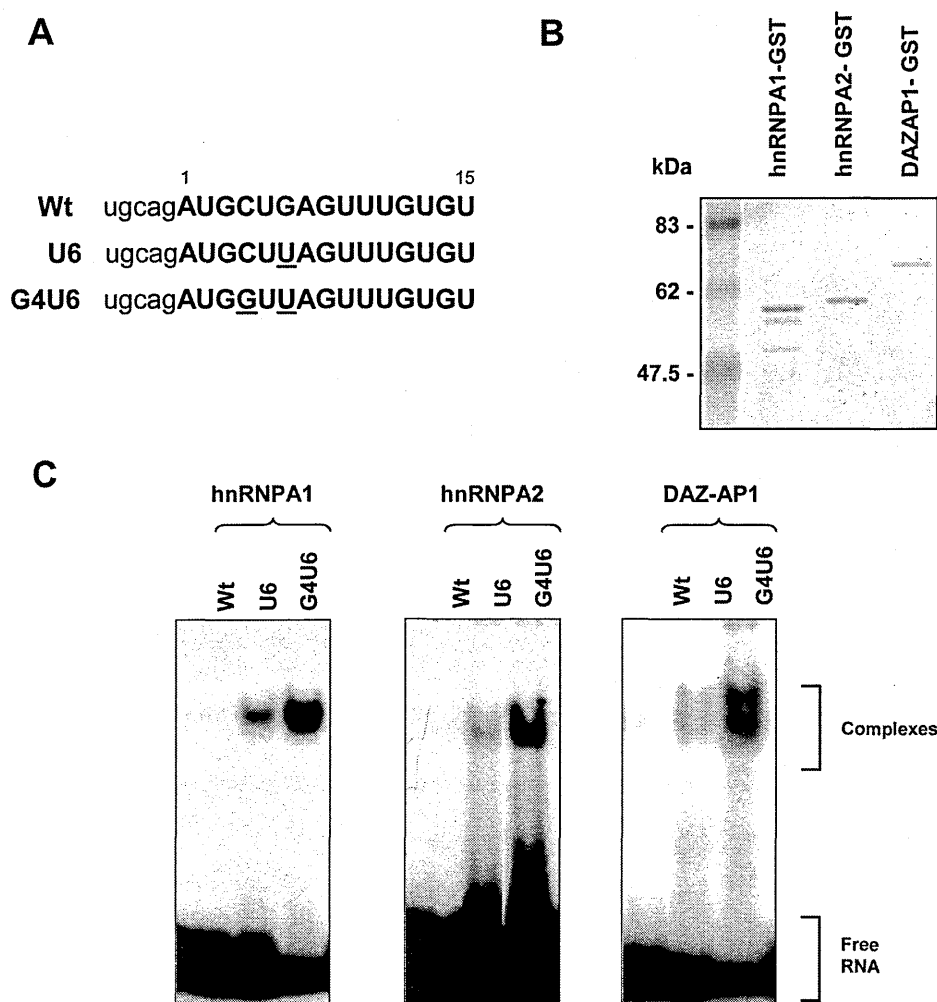 A
1 15
Wt ugcagAUGCUGAGUUUGUGU
U6 ugcagAUGCUUAGUUUGUGU
G4U6 ugcagAUGGUUAGUUUGUGU
B
hnRNPA1-GST
hnRNPA2- GST
DAZAP1- GST
kDa
83 -
62 -
47.5 -
C
hnRNPA1
Wt
U6
G4U6
hnRNPA2
Wt
U6
G4U6
DAZ-AP1
Wt
U6
G4U6
Complexes
Free
RNA